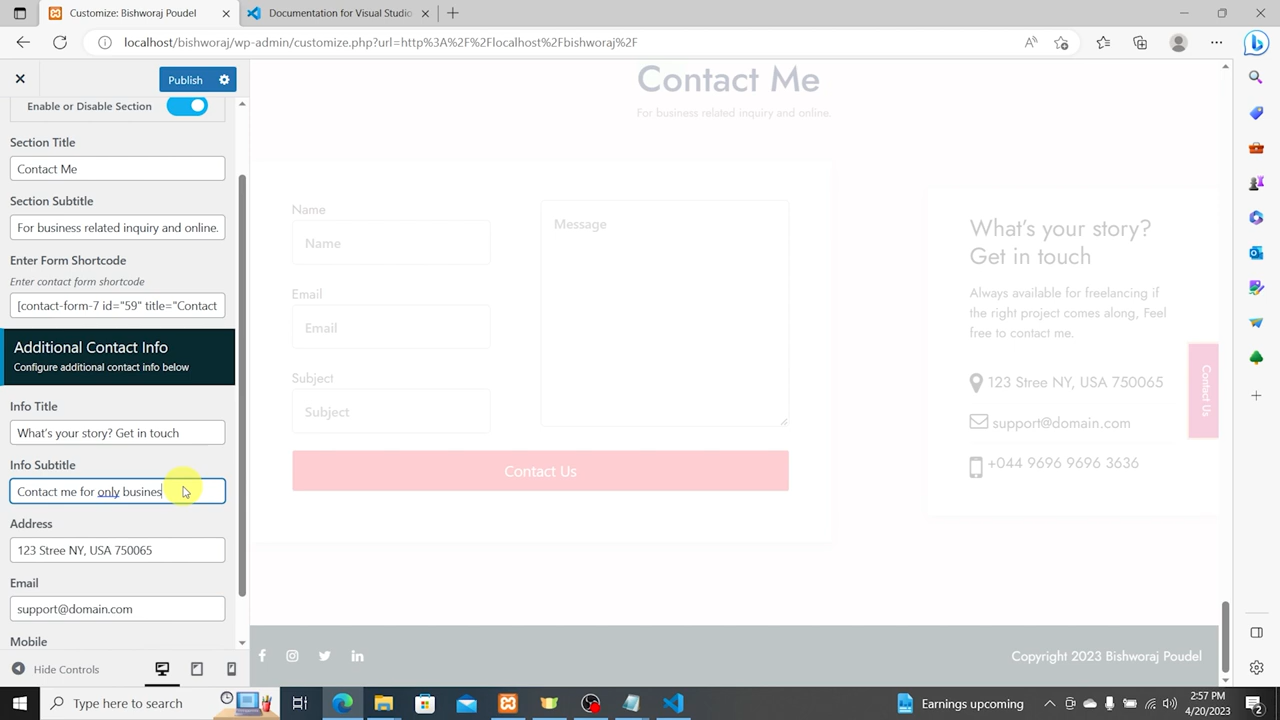 Customize: Bishworaj Poudel
Documentation for Visual Studio
localhost/bishworaj/wp-admin/customize.php?url=http%3A%2F%2Flocalhost%2Fbishworaj%2F
Publish
Enable or Disable Section
Section Title
Contact Me
Section Subtitle
For business related inquiry and online.
Enter Form Shortcode
Enter contact form shortcode
[contact-form-7 id="59" title="Contact
Additional Contact Info
Configure additional contact info below
Info Title
What's your story? Get in touch
Info Subtitle
Contact me for only busines
Address
123 Stree NY, USA 750065
Email
support@domain.com
Mobile
Hide Controls
Contact Me
For business related inquiry and online.
Name
Name
Email
Email
Subject
Subject
Message
Contact Us
What's your story?
Get in touch
Always available for freelancing if
the right project comes along, Feel
free to contact me.
123 Stree NY, USA 750065
support@domain.com
+044 9696 9696 3636
Contact Us
Copyright 2023 Bishworaj Poudel
Type here to search
Earnings upcoming
2:57 PM
4/20/2023
2